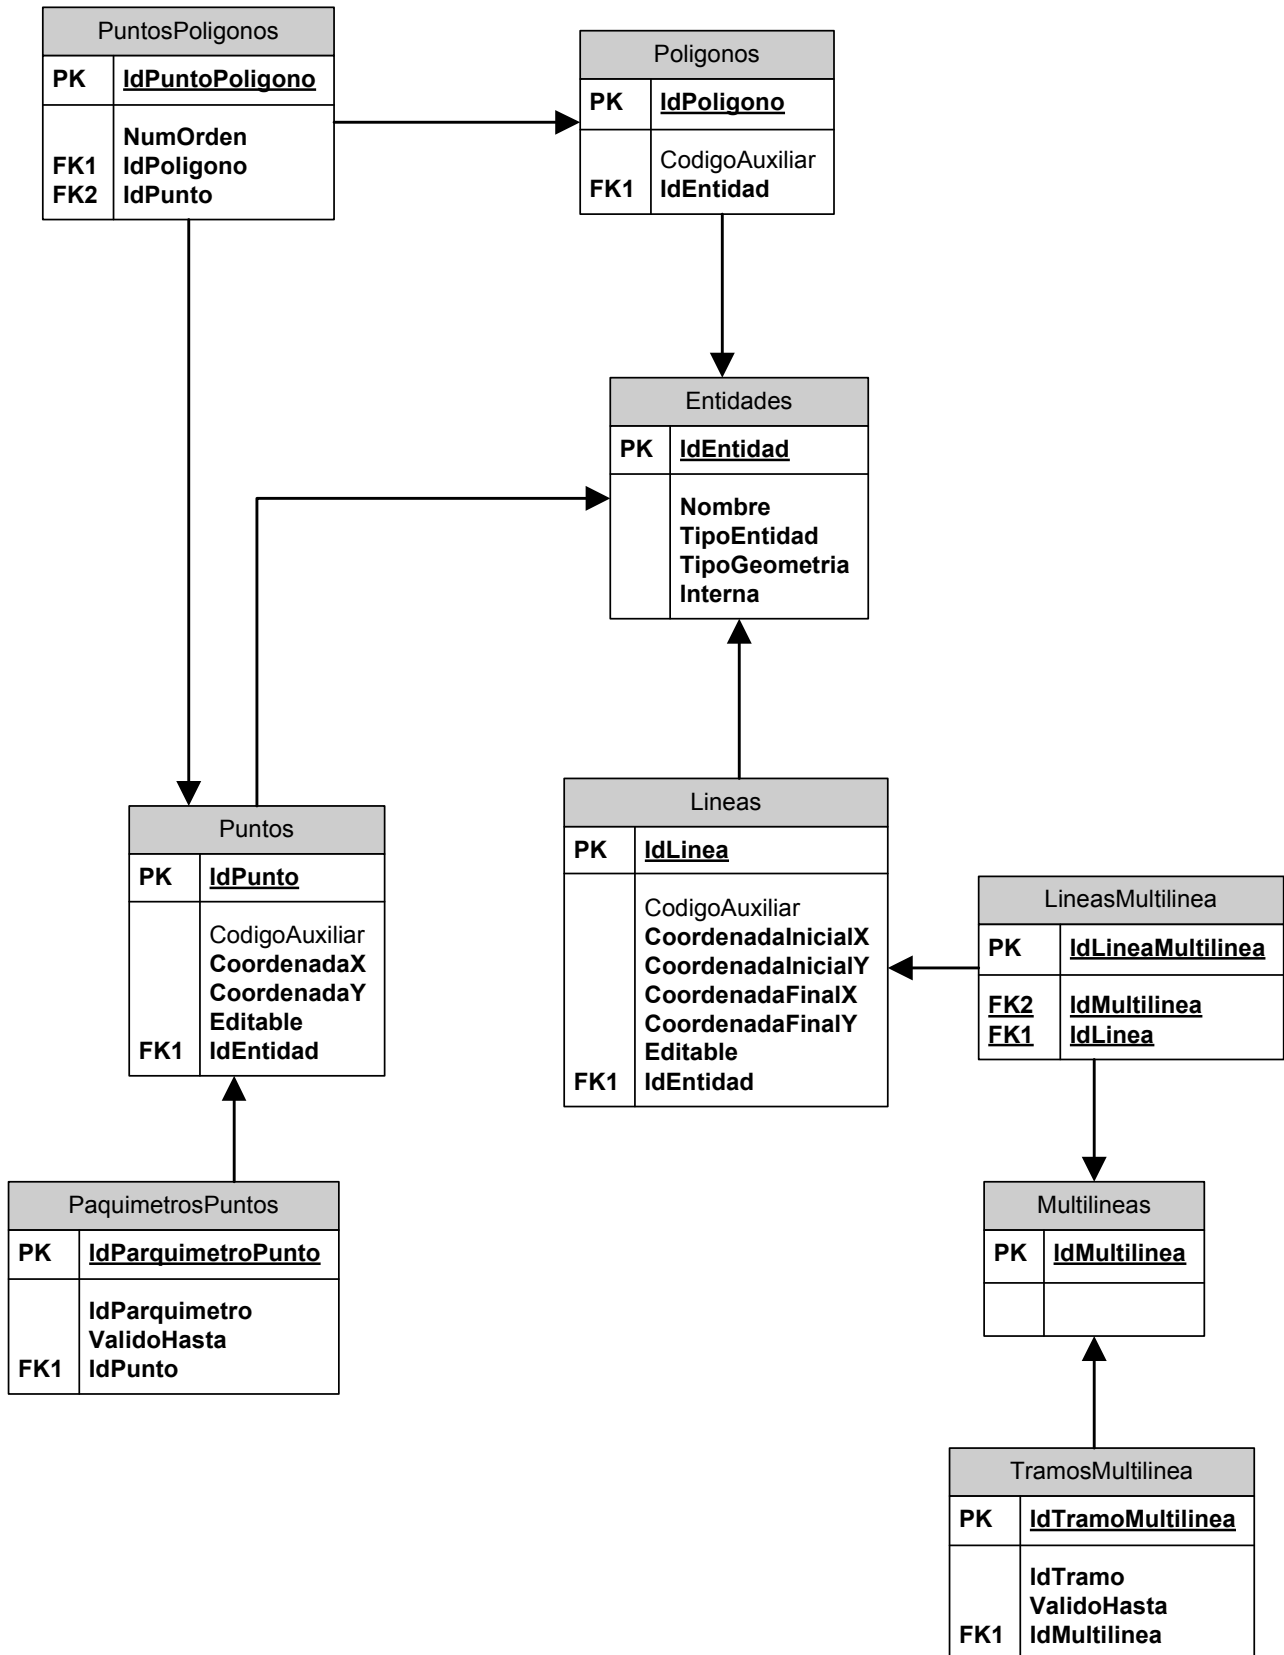 PuntosPoligonos
PK IdPuntoPoligono
NumOrden
FK1 IdPoligono
FK2 IdPunto
Poligonos
PK IdPoligono
CodigoAuxiliar
FK1 IdEntidad
Entidades
PK IdEntidad
Nombre
TipoEntidad
TipoGeometria
Interna
Puntos
PK IdPunto
CodigoAuxiliar
CoordenadaX
CoordenadaY
Editable
FK1 IdEntidad
Lineas
PK IdLinea
CodigoAuxiliar
CoordenadaInicialX
CoordenadaInicialY
CoordenadaFinalX
CoordenadaFinalY
Editable
FK1 IdEntidad
LineasMultilinea
PK IdLineaMultilinea
FK2 IdMultilinea
FK1 IdLinea
PaquimetrosPuntos
PK IdParquimetroPunto
IdParquimetro
ValidoHasta
FK1 IdPunto
Multilineas
PK IdMultilinea
TramosMultilinea
PK IdTramoMultilinea
IdTramo
ValidoHasta
FK1 IdMultilinea